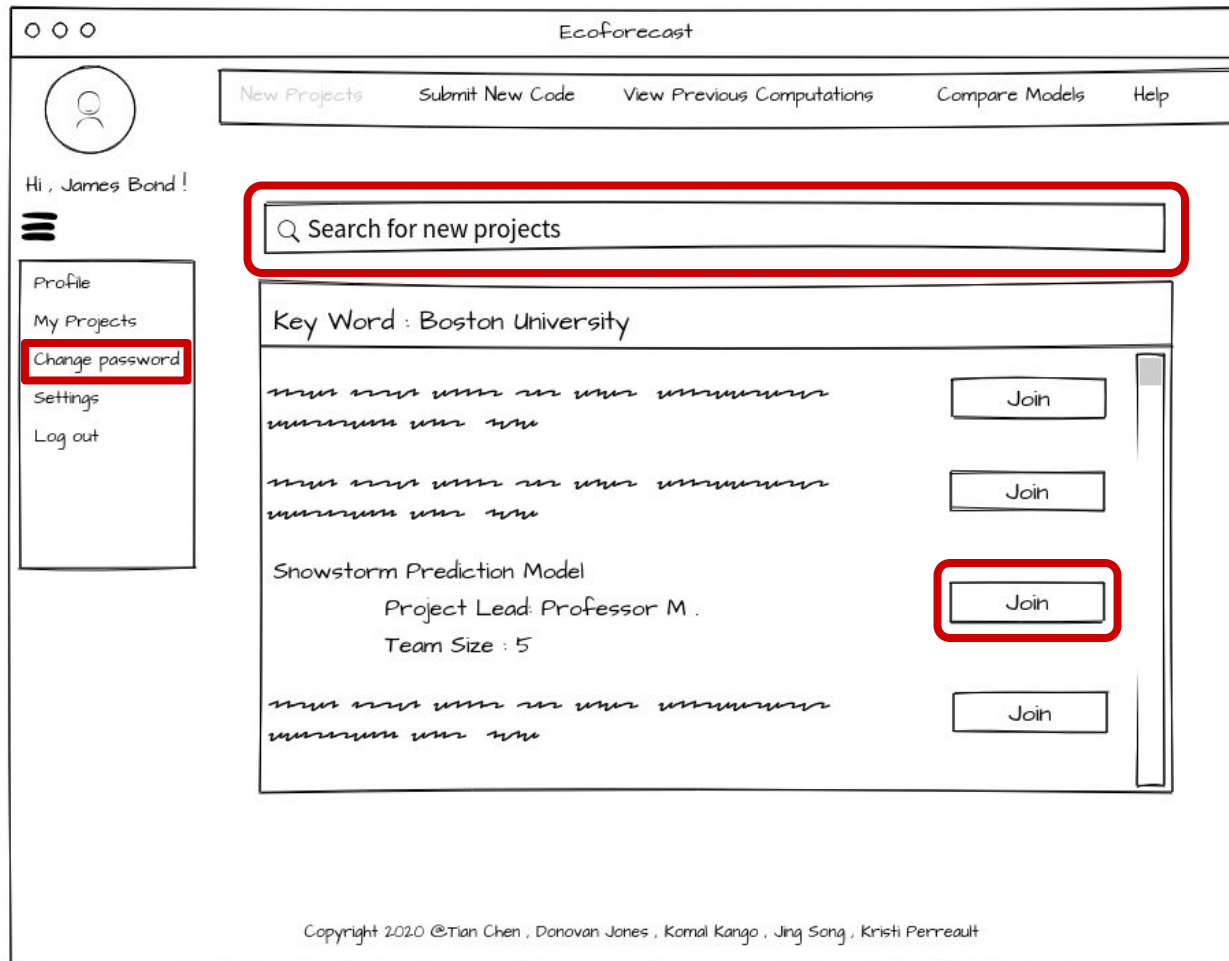 Ecoforecast
New Projects Submit New Code View Previous Computations Compare Models Help
Hi , James Bond !
Search for new projects
Profile
My Projects
Change password
Settings
Log out
Key Word : Boston University
Join
Join
Snowstorm Prediction Model
Project Lead: Professor M .
Team Size : 5
Join
Join
Copyright 2020 @Tian Chen , Donovan Jones , Komal Kango , Jing Song , Kristi Perreault